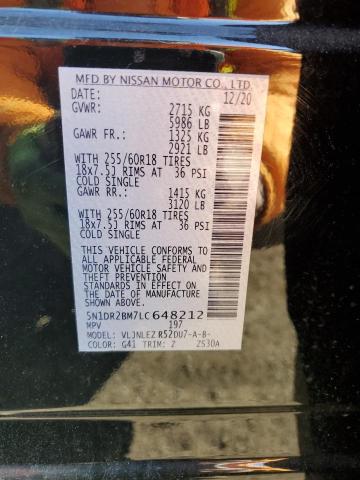 MFD BY NISSAN MOTOR CO., LTD.
DATE: 12/20
GVWR: 2715 KG
5986 LB
GAWR FR.: 1325 KG
2921 LB
WITH 255/60R18 TIRES
18x7.5J RIMS AT 36 PSI
COLD SINGLE
GAWR RR.: 1415 KG
3120 LB
WITH 255/60R18 TIRES
18x7.5J RIMS AT 36 PSI
COLD SINGLE
THIS VEHICLE CONFORMS TO
ALL APPLICABLE FEDERAL
MOTOR VEHICLE SAFETY
AND THEFT PREVENTION
STANDARDS IN EFFECT ON
THE DATE OF MANUFACTURE
SHOWN ABOVE.
5N1DR2BM7LC648212
MPV 197
MODEL: VLJNLEZ R52DU7-A-B-
COLOR: G41 TRIM: Z ZS30A